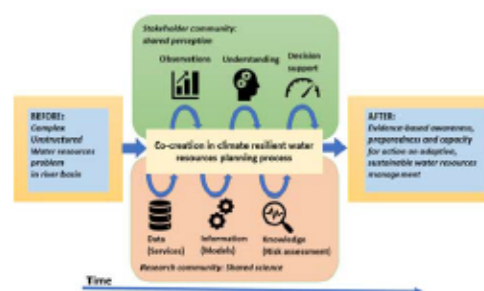 Stakeholder community:
shared perception
Observations
Understanding
Decision
support
BEFORE:
Complex
Unstructured
Water resources
problem
in river basin
Co-creation in climate resilient water
resources planning process
AFTER:
Evidence-based awareness,
preparedness and capacity
for action on adaptive,
sustainable water resources
management
Data
(Services)
Information
(Models)
Knowledge
(Risk assessment)
Research community: Shared science
Time